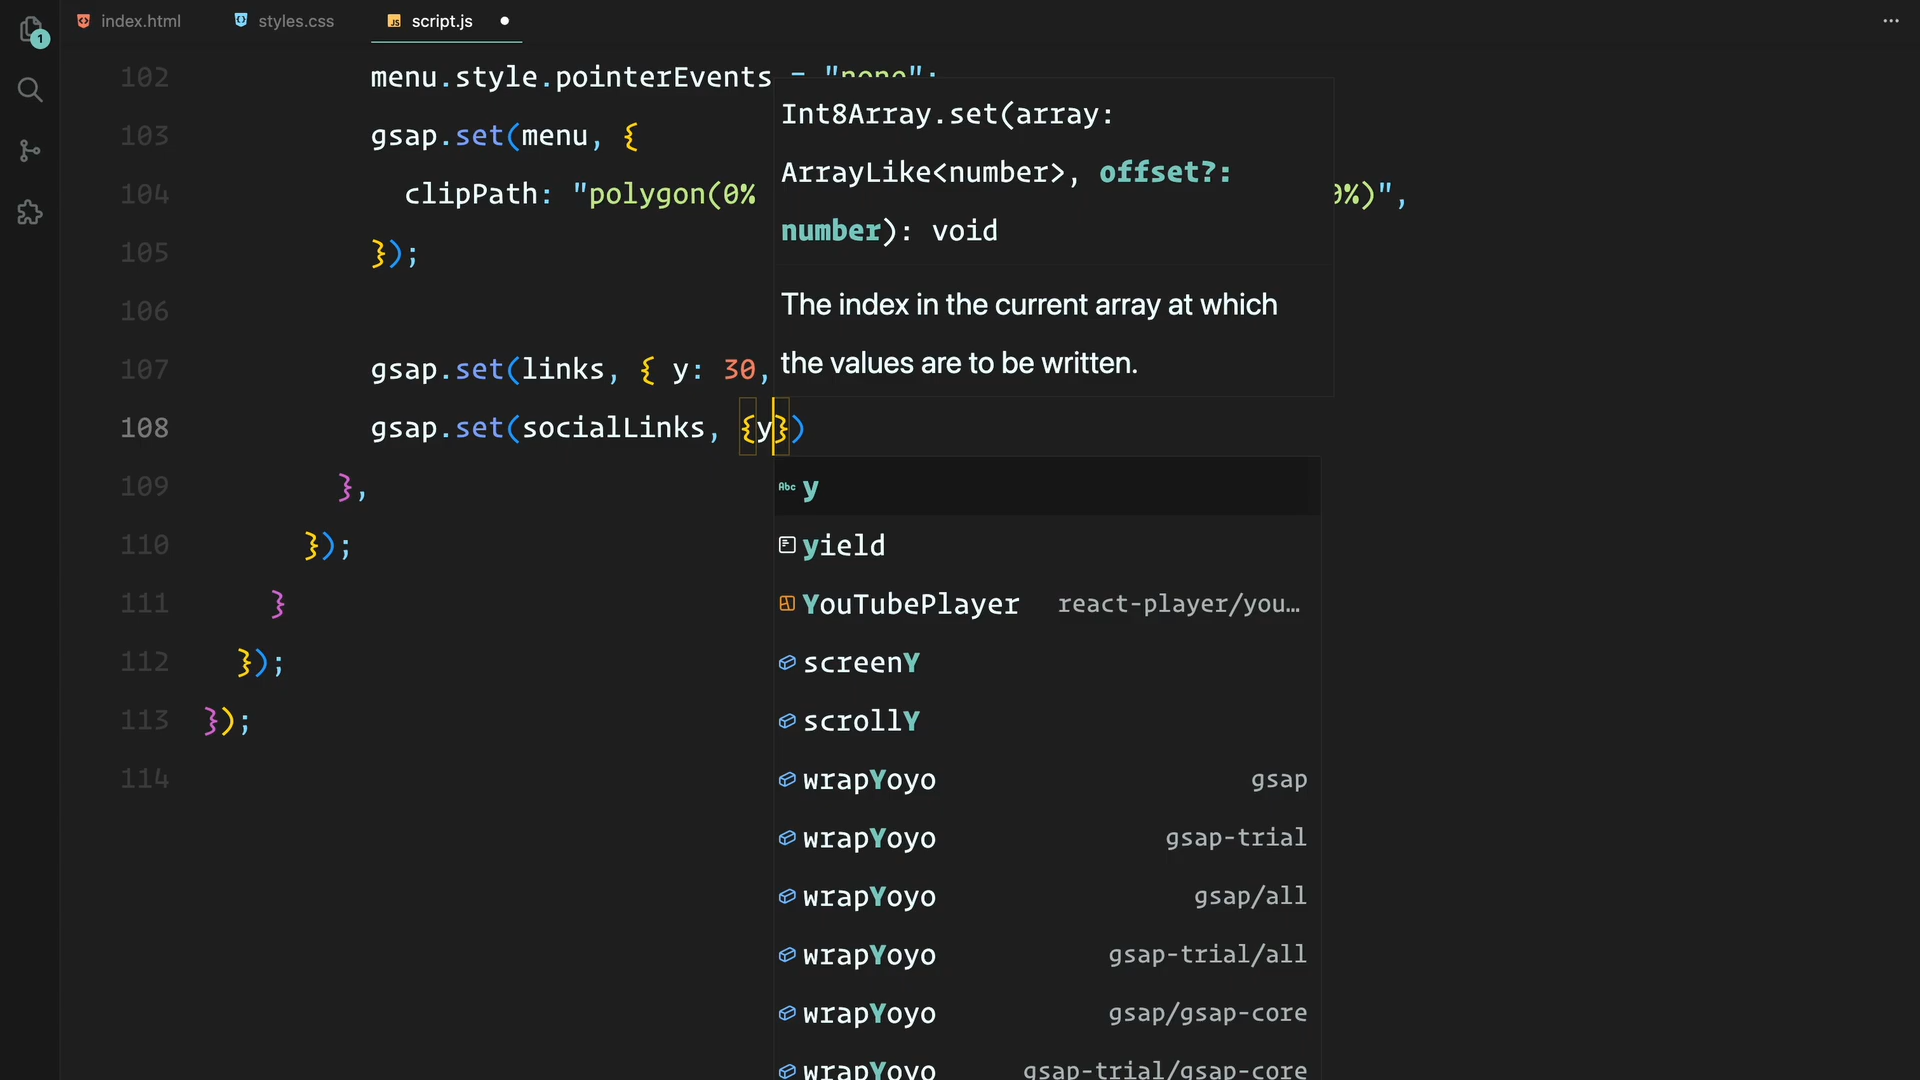 index.html
styles.css
script.js
1
102 menu.style.pointerEvents = "none";
103 gsap.set(menu, {
104 clipPath: "polygon(0% 0%)",
105 });
106
107 gsap.set(links, { y: 30,
108 gsap.set(socialLinks, {y})
109 },
110 });
111 }
112 });
113 });
114
Int8Array.set(array:
ArrayLike<number>, offset?:
number): void
The index in the current array at which
the values are to be written.
Abc y
yield
YouTubePlayer react-player/you…
screenY
scrollY
wrapYoyo gsap
wrapYoyo gsap-trial
wrapYoyo gsap/all
wrapYoyo gsap-trial/all
wrapYoyo gsap/gsap-core
wrapYoyo gsap-trial/gsap-core